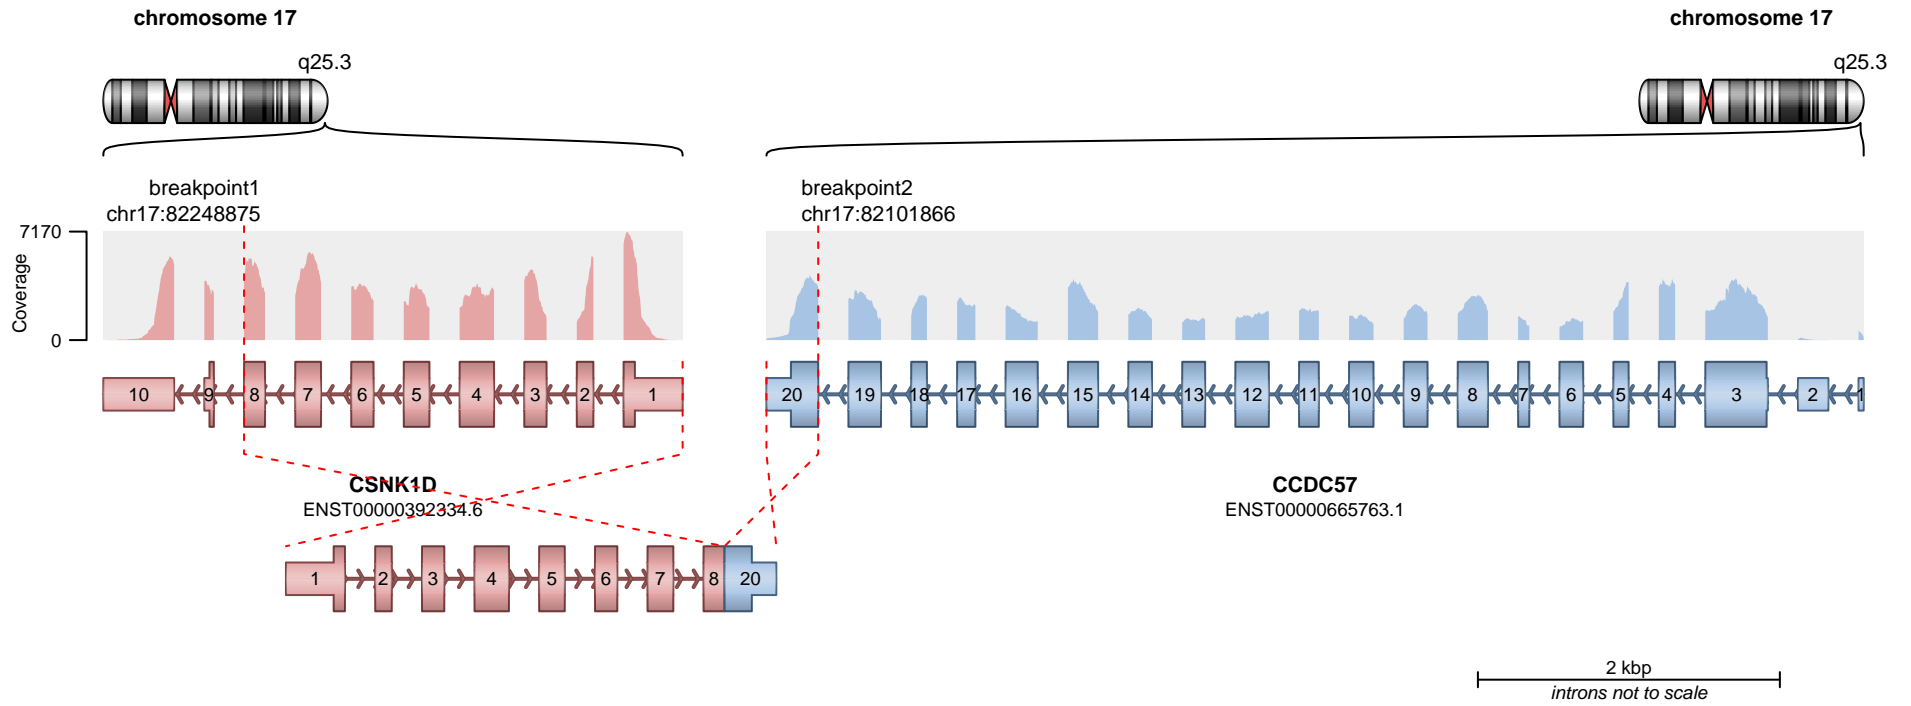 chromosome 17
chromosome 17
q25.3
q25.3
breakpoint1
chr17:82248875
breakpoint2
chr17:82101866
7170
Coverage
0
10 9 8 7 6 5 4 3 2 1
20 19 18 17 16 15 14 13 12 11 10 9 8 7 6 5 4 3 2 1
CSNK1D
ENST00000392334.6
CCDC57
ENST00000665763.1
1 2 3 4 5 6 7 8 20
2 kbp
introns not to scale